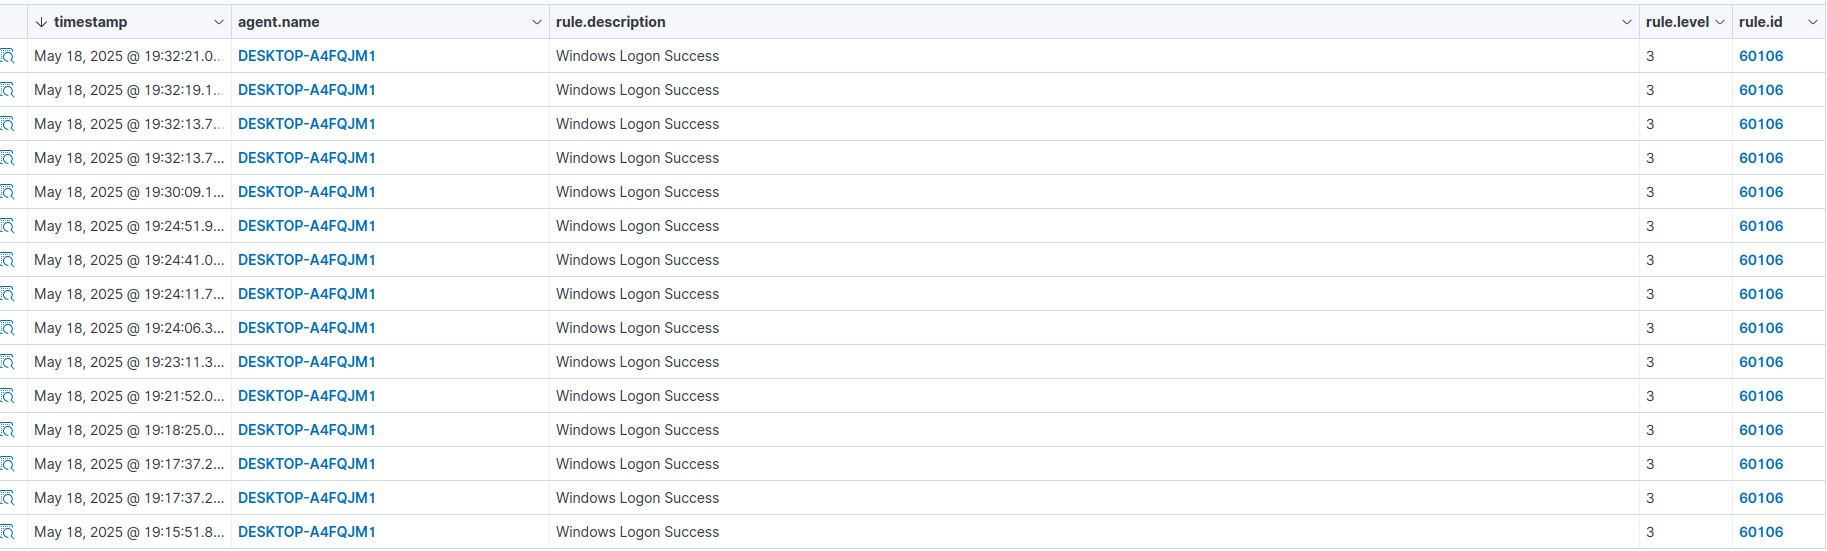 timestamp agent.name rule.description rule.level rule.id
May 18, 2025 @ 19:32:21.0... DESKTOP-A4FQJM1 Windows Logon Success 3 60106
May 18, 2025 @ 19:32:19.1... DESKTOP-A4FQJM1 Windows Logon Success 3 60106
May 18, 2025 @ 19:32:13.7... DESKTOP-A4FQJM1 Windows Logon Success 3 60106
May 18, 2025 @ 19:32:13.7... DESKTOP-A4FQJM1 Windows Logon Success 3 60106
May 18, 2025 @ 19:30:09.1... DESKTOP-A4FQJM1 Windows Logon Success 3 60106
May 18, 2025 @ 19:24:51.9... DESKTOP-A4FQJM1 Windows Logon Success 3 60106
May 18, 2025 @ 19:24:41.0... DESKTOP-A4FQJM1 Windows Logon Success 3 60106
May 18, 2025 @ 19:24:11.7... DESKTOP-A4FQJM1 Windows Logon Success 3 60106
May 18, 2025 @ 19:24:06.3... DESKTOP-A4FQJM1 Windows Logon Success 3 60106
May 18, 2025 @ 19:23:11.3... DESKTOP-A4FQJM1 Windows Logon Success 3 60106
May 18, 2025 @ 19:21:52.0... DESKTOP-A4FQJM1 Windows Logon Success 3 60106
May 18, 2025 @ 19:18:25.0... DESKTOP-A4FQJM1 Windows Logon Success 3 60106
May 18, 2025 @ 19:17:37.2... DESKTOP-A4FQJM1 Windows Logon Success 3 60106
May 18, 2025 @ 19:17:37.2... DESKTOP-A4FQJM1 Windows Logon Success 3 60106
May 18, 2025 @ 19:15:51.8... DESKTOP-A4FQJM1 Windows Logon Success 3 60106